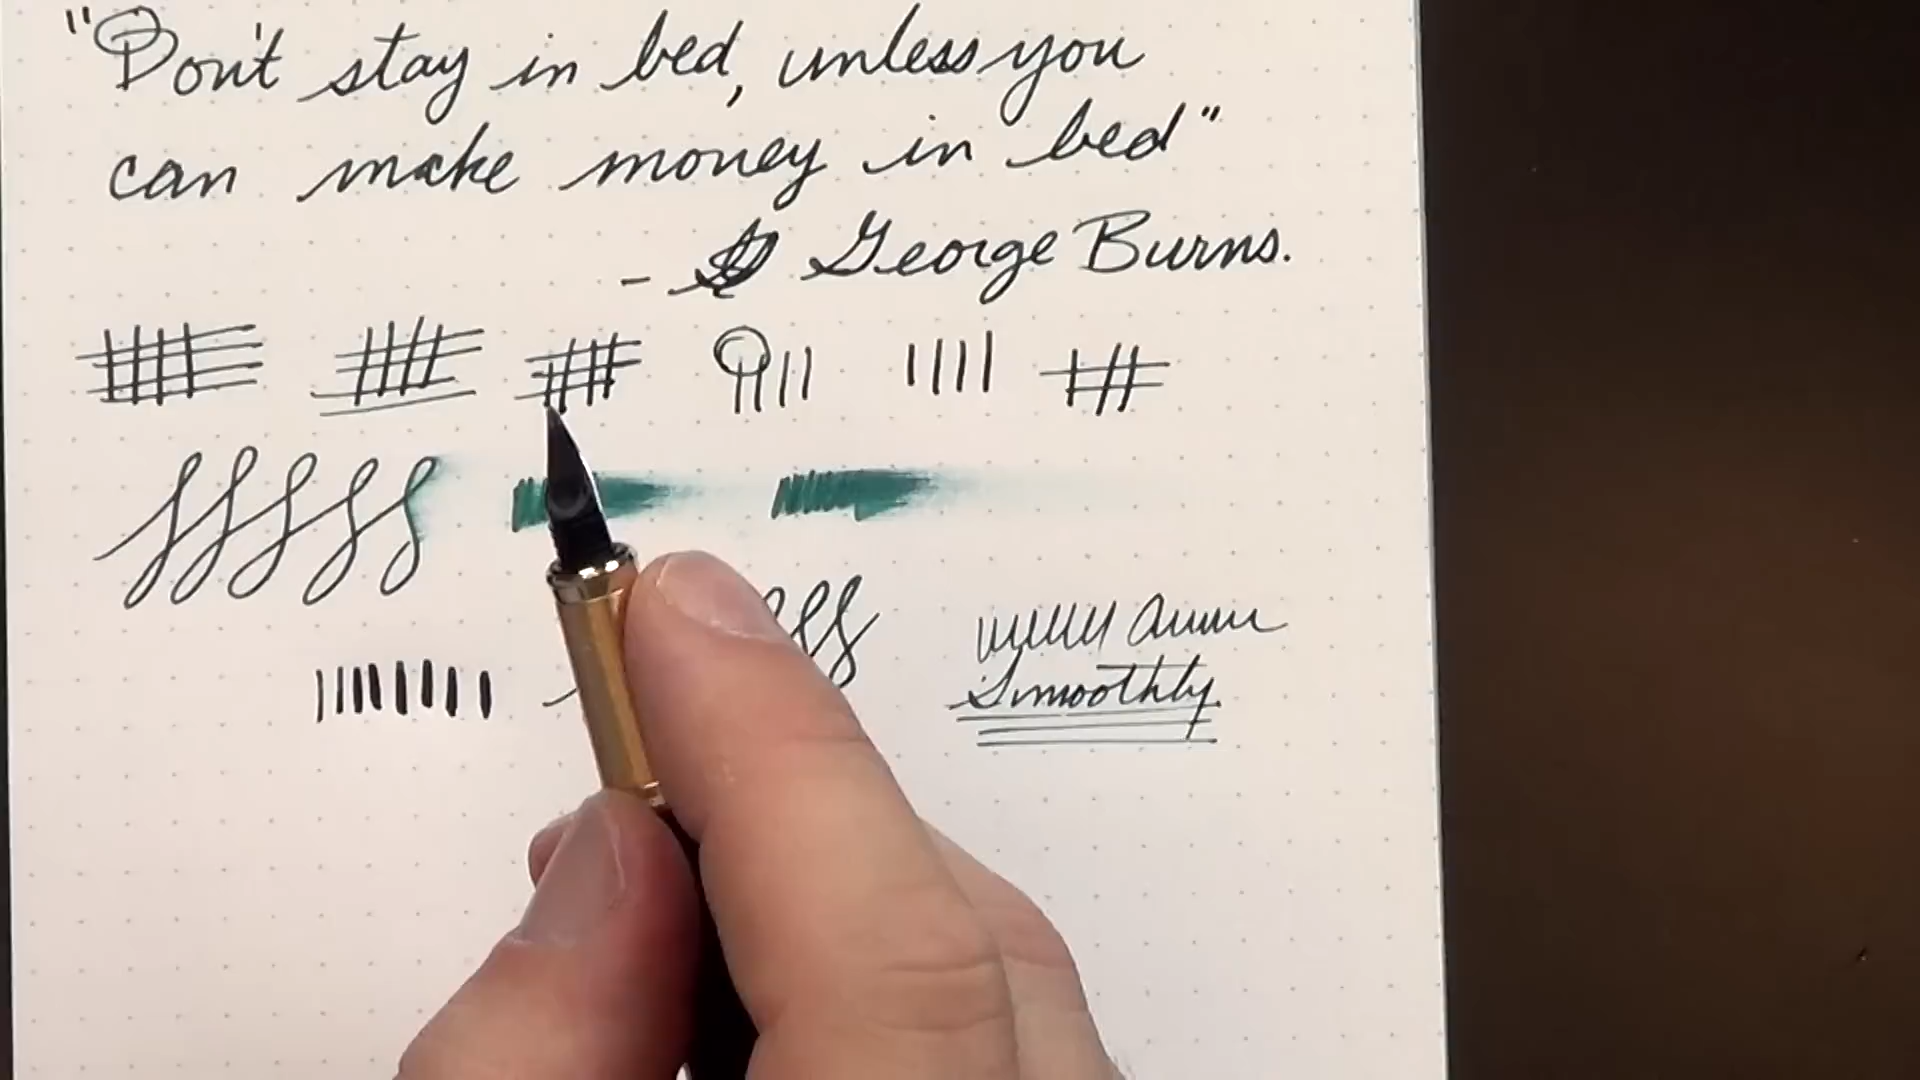 "Don't stay in bed, unless you
can make money in bed"
- George Burns.
Smoothly